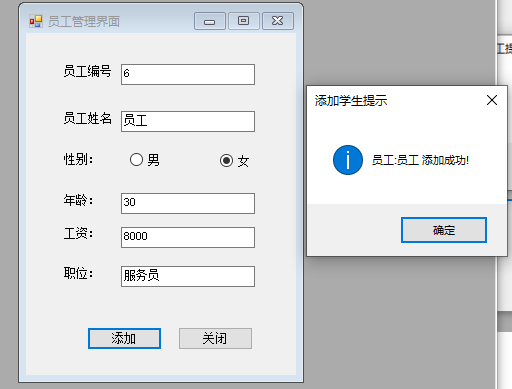 员工管理界面
员工编号 6
员工姓名 员工
性别： 男 女
年龄： 30
工资： 8000
职位： 服务员
添加 关闭
添加学生提示
员工:员工 添加成功!
确定